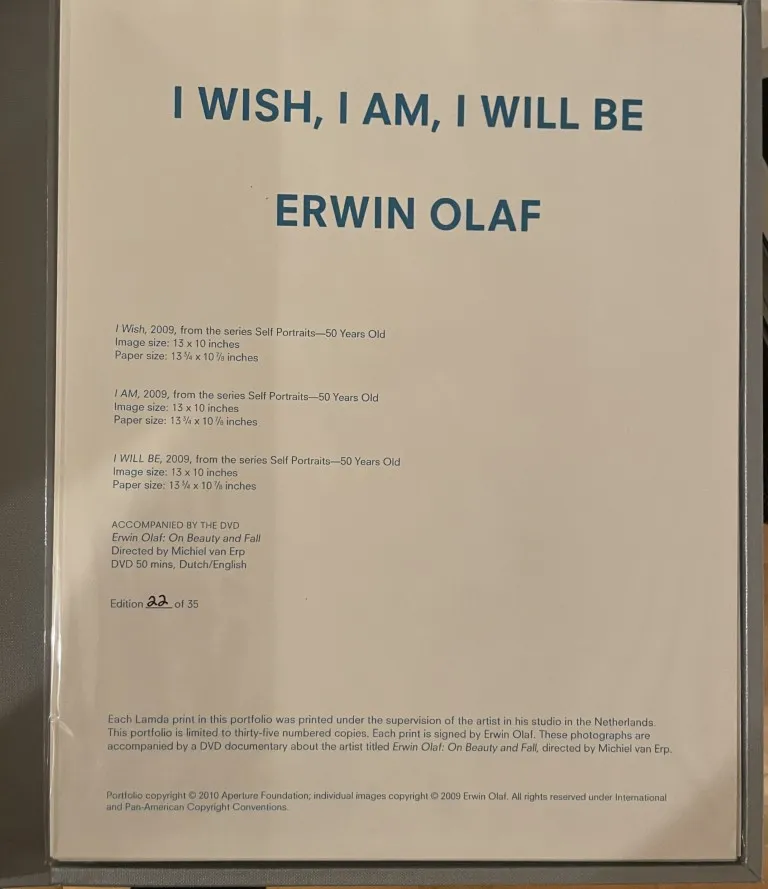 I WISH, I AM, I WILL BE
ERWIN OLAF
I Wish, 2009, from the series Self Portraits—50 Years Old
Image size: 13 x 10 inches
Paper size: 13 ¾ x 10 ⅞ inches
I AM, 2009, from the series Self Portraits—50 Years Old
Image size: 13 x 10 inches
Paper size: 13 ¾ x 10 ⅞ inches
I WILL BE, 2009, from the series Self Portraits—50 Years Old
Image size: 13 x 10 inches
Paper size: 13 ¾ x 10 ⅞ inches
ACCOMPANIED BY THE DVD
Erwin Olaf: On Beauty and Fall
Directed by Michiel van Erp
DVD 50 mins, Dutch/English
Edition 22 of 35
Each Lamda print in this portfolio was printed under the supervision of the artist in his studio in the Netherlands.
This portfolio is limited to thirty-five numbered copies. Each print is signed by Erwin Olaf. These photographs are
accompanied by a DVD documentary about the artist titled Erwin Olaf: On Beauty and Fall, directed by Michiel van Erp.
Portfolio copyright © 2010 Aperture Foundation; individual images copyright © 2009 Erwin Olaf. All rights reserved under International
and Pan-American Copyright Conventions.